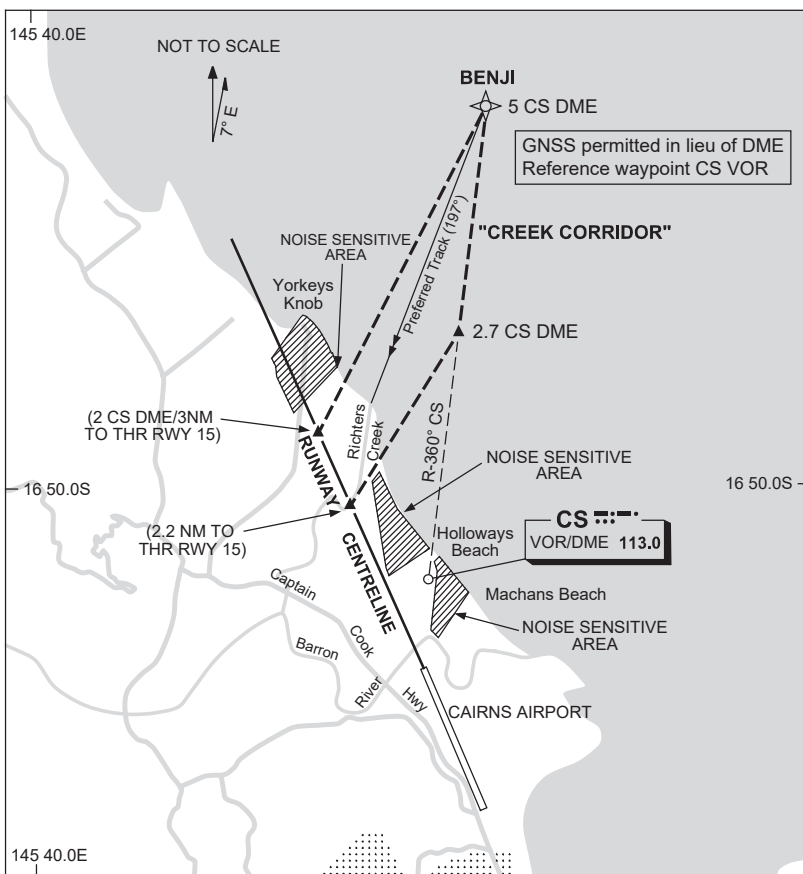 145 40.0E
NOT TO SCALE
7° E
BENJI
5 CS DME
GNSS permitted in lieu of DME
Reference waypoint CS VOR
Preferred Track (197°)
"CREEK CORRIDOR"
NOISE SENSITIVE
AREA
Yorkeys
Knob
2.7 CS DME
(2 CS DME/3NM
TO THR RWY 15)
Richters
Creek
R-360° CS
RUNWAY
CENTRELINE
NOISE SENSITIVE
AREA
16 50.0S
16 50.0S
(2.2 NM TO
THR RWY 15)
Holloways
Beach
CS
VOR/DME 113.0
Captain
Cook
Hwy
Machans Beach
Barron
River
NOISE SENSITIVE
AREA
CAIRNS AIRPORT
145 40.0E